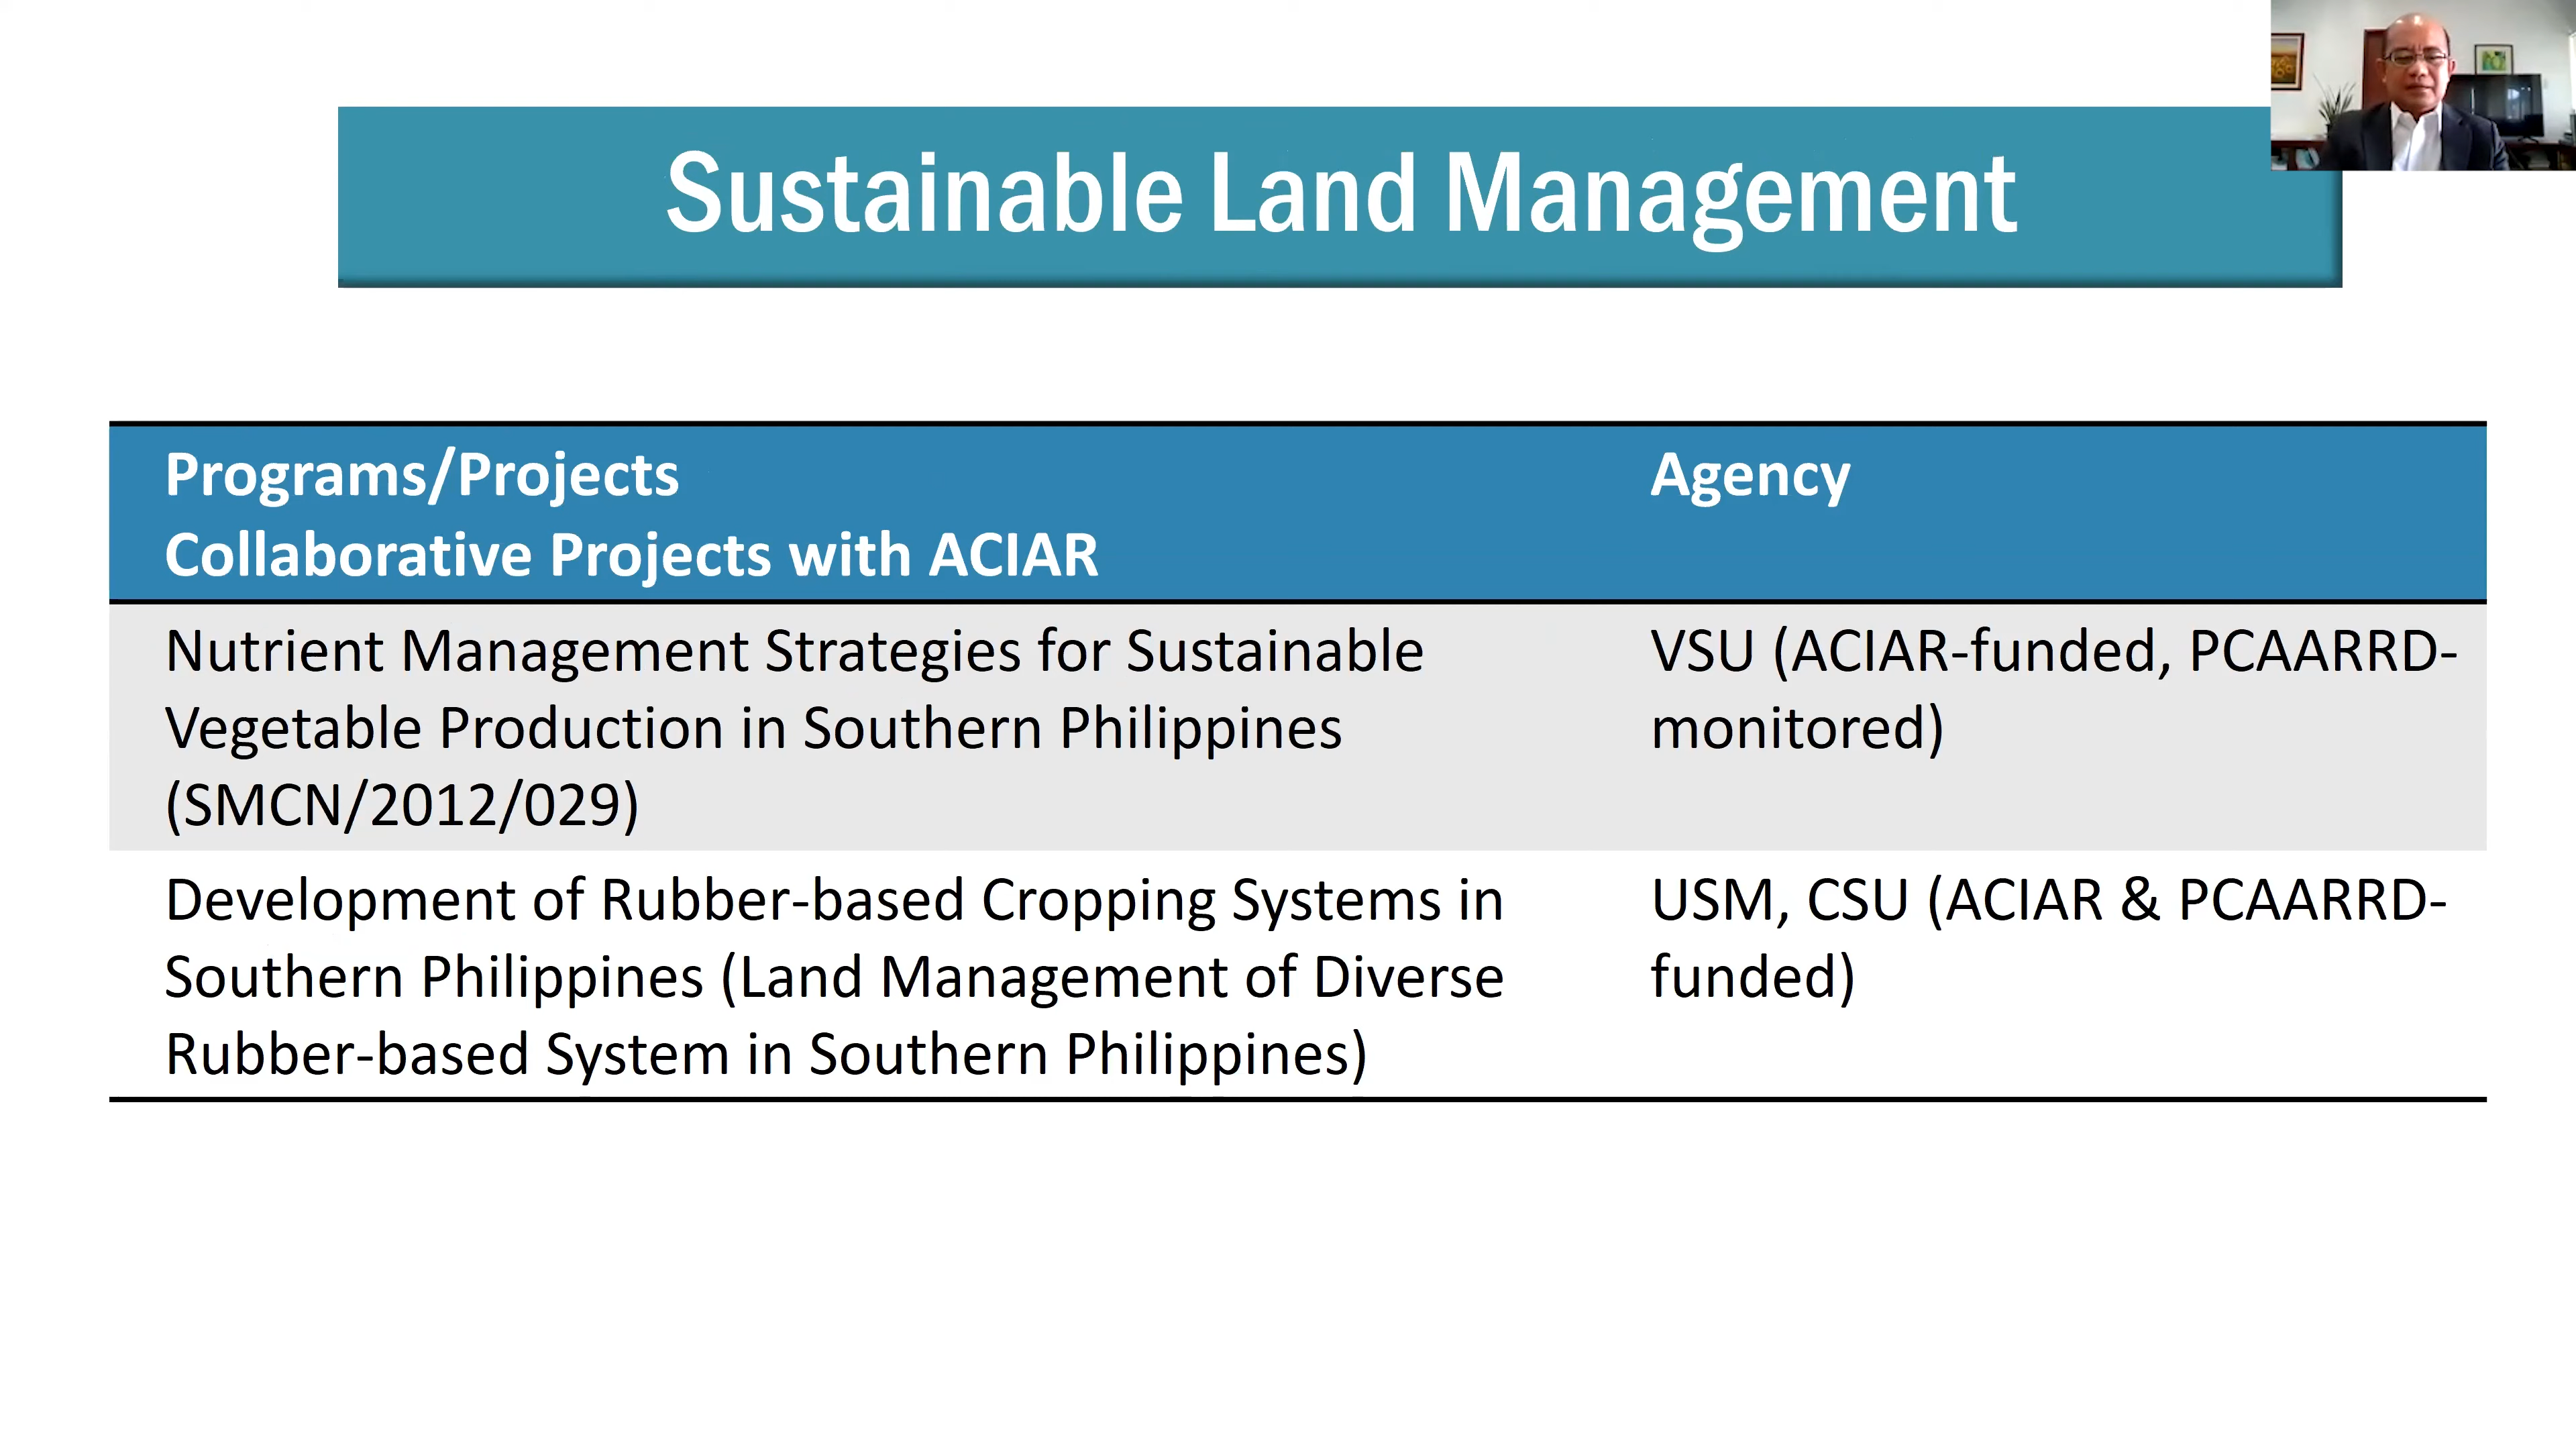 Sustainable Land Management
Programs/Projects
Collaborative Projects with ACIAR
Agency
Nutrient Management Strategies for Sustainable
Vegetable Production in Southern Philippines
(SMCN/2012/029)
VSU (ACIAR-funded, PCAARRD-
monitored)
Development of Rubber-based Cropping Systems in
Southern Philippines (Land Management of Diverse
Rubber-based System in Southern Philippines)
USM, CSU (ACIAR & PCAARRD-
funded)